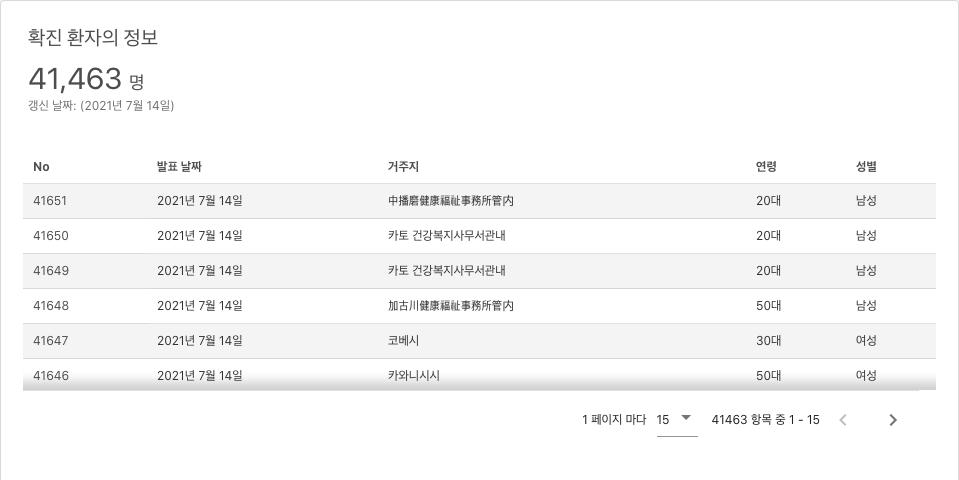 확진 환자의 정보
41,463 명
갱신 날짜: (2021년 7월 14일)
No 발표 날짜 거주지 연령 성별
41651 2021년 7월 14일 中播磨健康福祉事務所管内 20대 남성
41650 2021년 7월 14일 카토 건강복지사무서관내 20대 남성
41649 2021년 7월 14일 카토 건강복지사무서관내 20대 남성
41648 2021년 7월 14일 加古川健康福祉事務所管内 50대 남성
41647 2021년 7월 14일 코베시 30대 여성
41646 2021년 7월 14일 카와니시시 50대 여성
1 페이지 마다 15 41463 항목 중 1 - 15